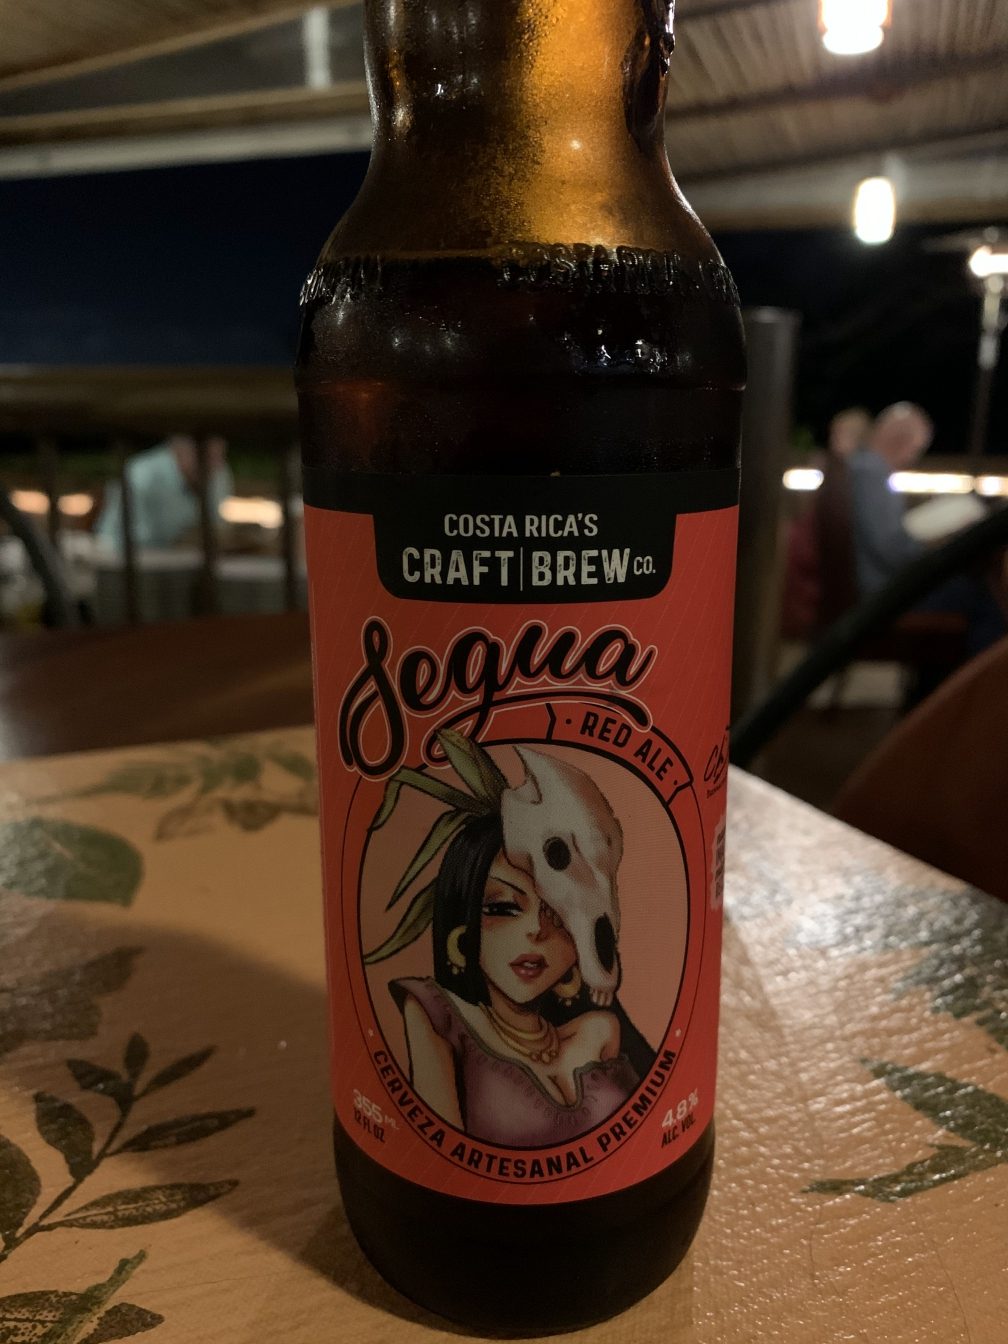 COSTA RICA'S
CRAFT|BREW CO.
Segua
· RED ALE ·
355 ML
12 FL OZ
CERVEZA ARTESANAL PREMIUM
4.8%
ALC. VOL.